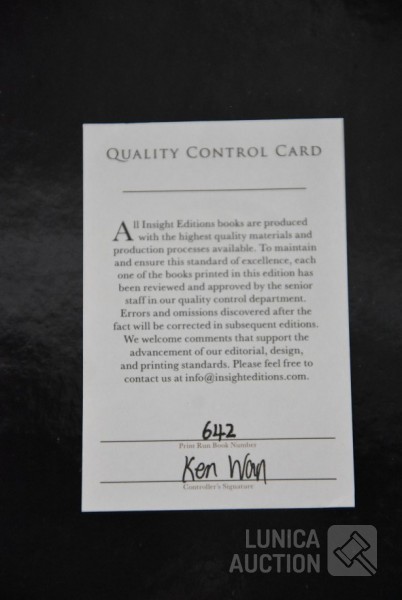 QUALITY CONTROL CARD
All Insight Editions books are produced
with the highest quality materials and
production processes available. To maintain
and ensure this standard of excellence, each
one of the books printed in this edition has
been reviewed and approved by the senior
staff in our quality control department.
Errors and omissions discovered after the
fact will be corrected in subsequent editions.
We welcome comments that support the
advancement of our editorial, design,
and printing standards. Please feel free to
contact us at info@insighteditions.com.
642
Print Run Book Number
Ken Wan
Controller's Signature
LUNICA
AUCTION